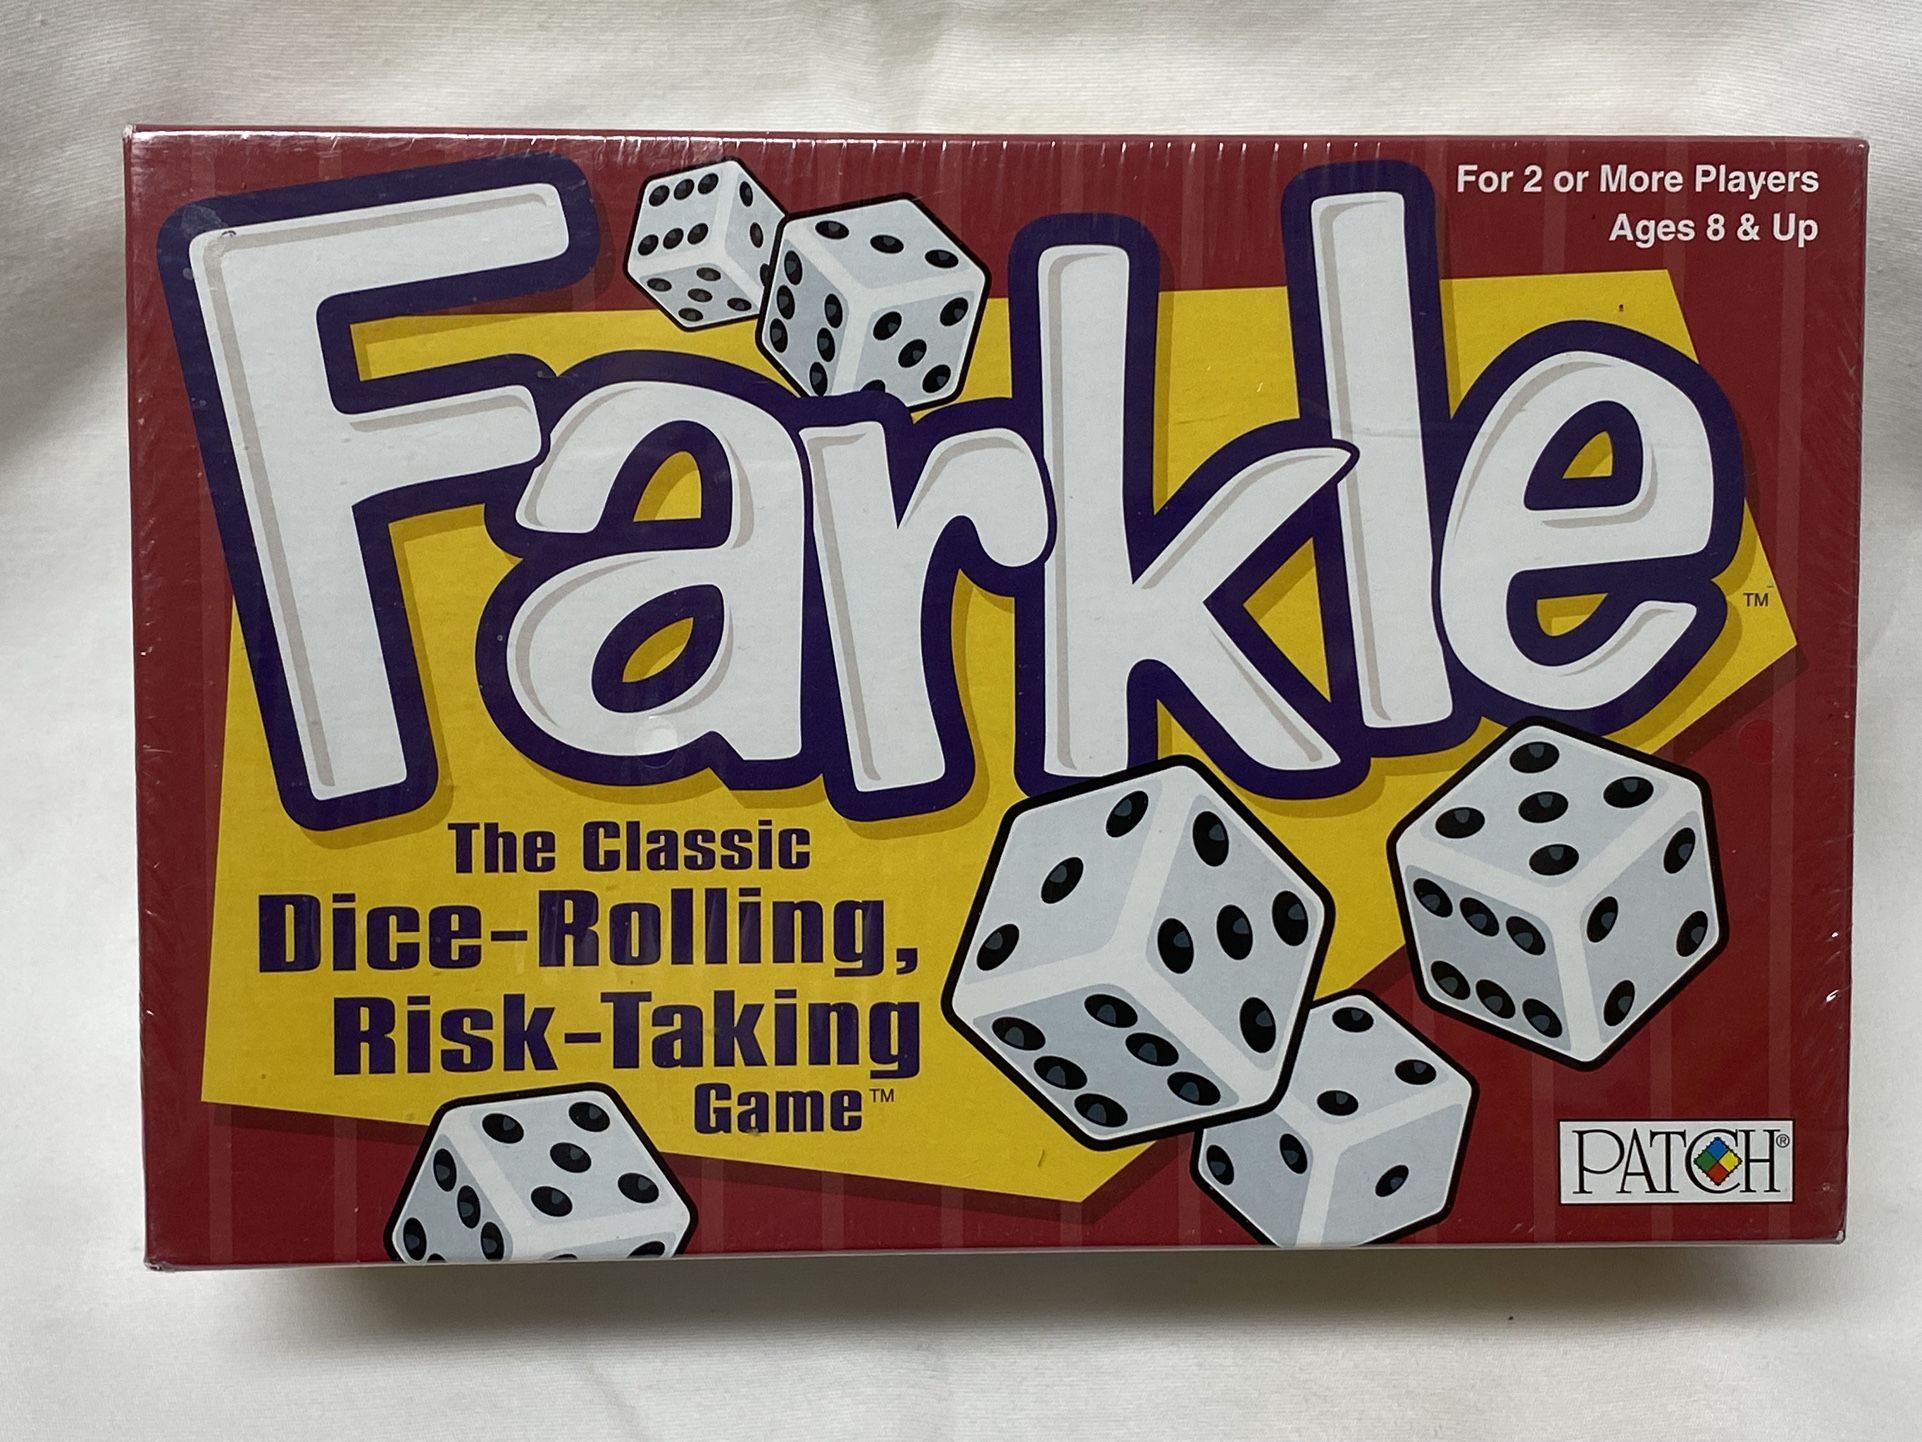 For 2 or More Players
Ages 8 & Up
Farkle™
The Classic
Dice-Rolling,
Risk-Taking
Game™
PATCH®